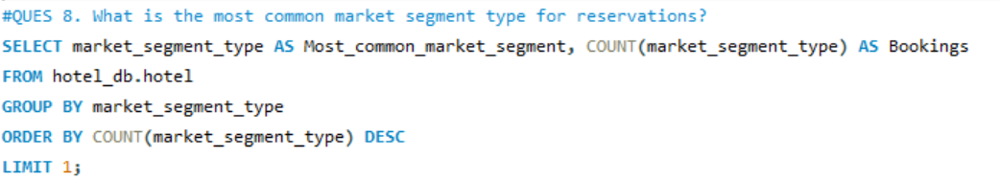 #QUES 8. What is the most common market segment type for reservations?
SELECT market_segment_type AS Most_common_market_segment, COUNT(market_segment_type) AS Bookings
FROM hotel_db.hotel
GROUP BY market_segment_type
ORDER BY COUNT(market_segment_type) DESC
LIMIT 1;